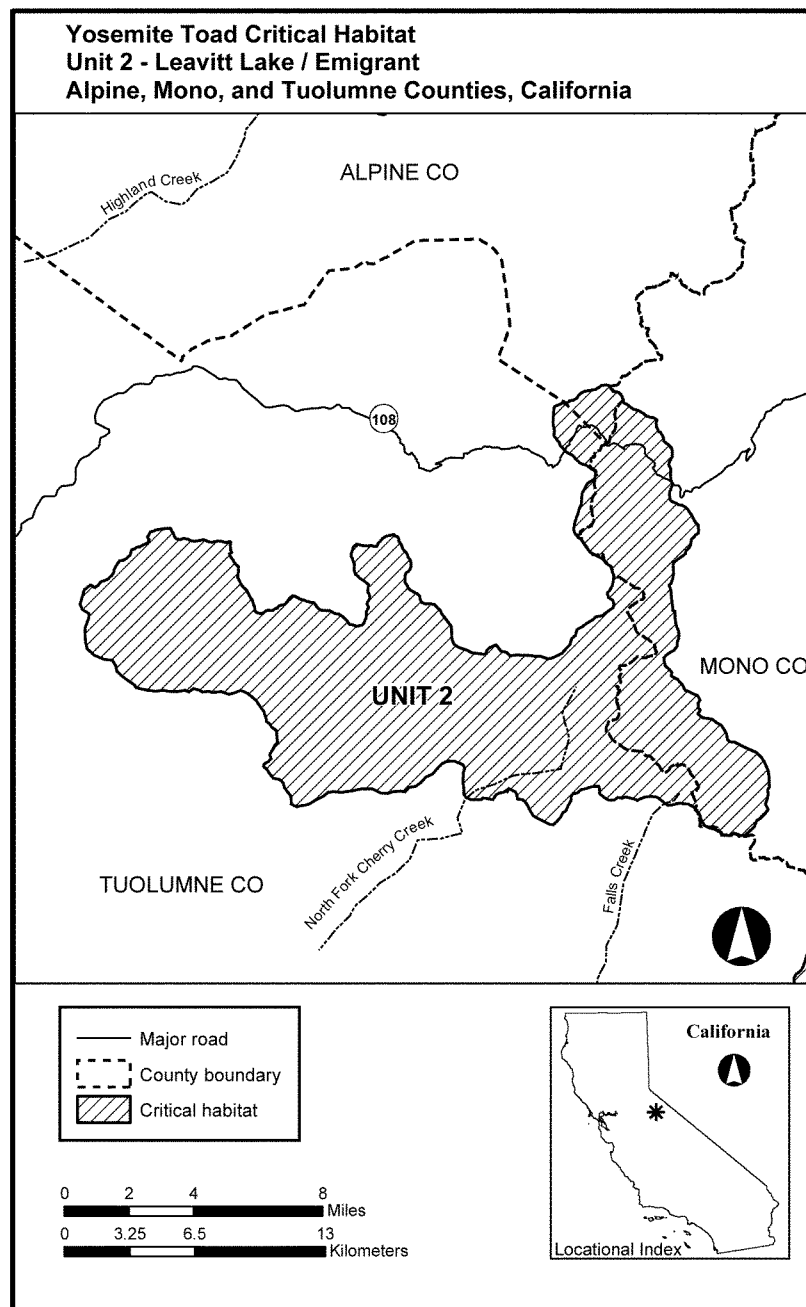 Yosemite Toad Critical Habitat
Unit 2 - Leavitt Lake / Emigrant
Alpine, Mono, and Tuolumne Counties, California
Highland Creek
ALPINE CO
108
MONO CO
UNIT 2
North Fork Cherry Creek
TUOLUMNE CO
Falls Creek
Major road
County boundary
Critical habitat
0 2 4 8
Miles
0 3.25 6.5 13
Kilometers
California
Locational Index